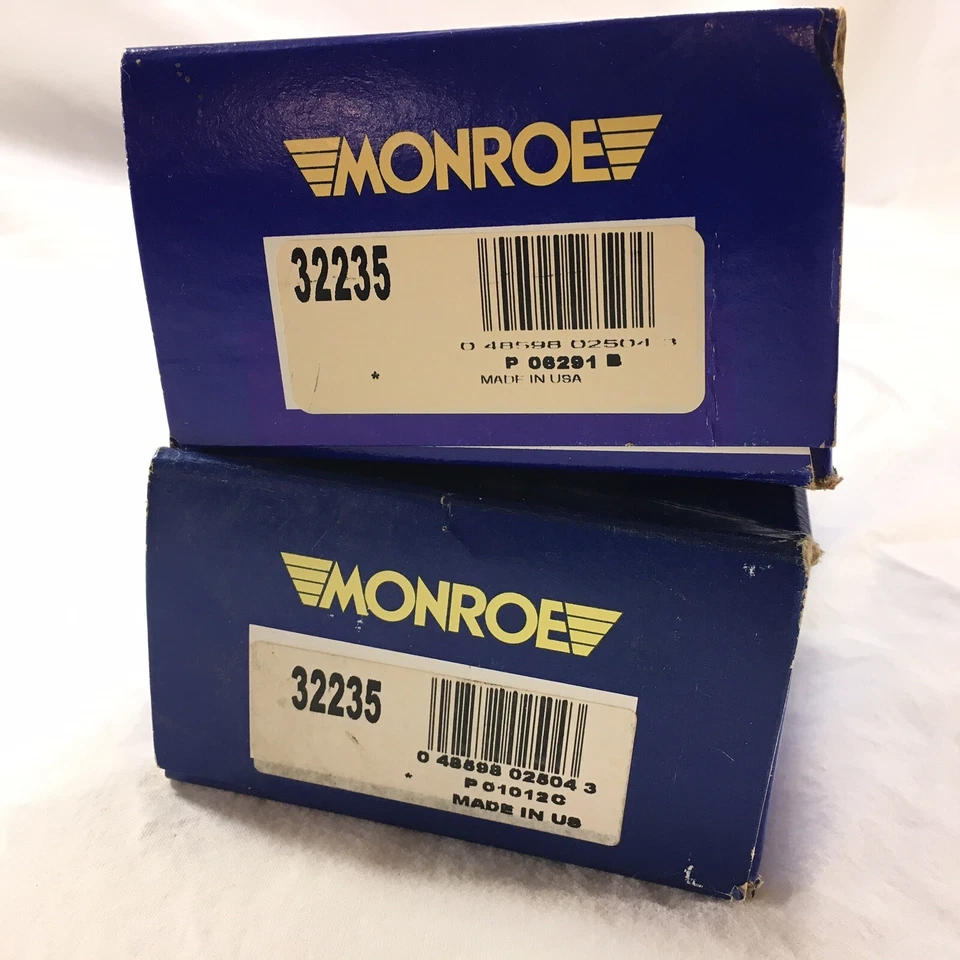 MONROE
32235
0 48598 02504 3
P 06291 B
*
MADE IN USA
MONROE
32235
0 48598 02504 3
*
P 01012C
MADE IN US